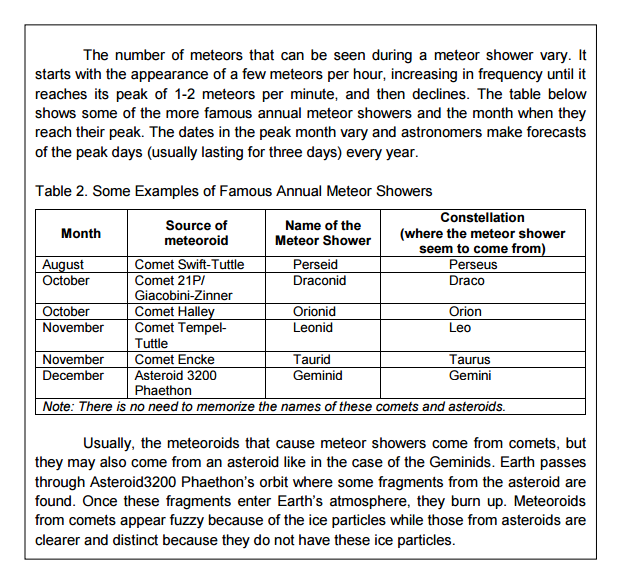 The number of meteors that can be seen during a meteor shower vary. It
starts with the appearance of a few meteors per hour, increasing in frequency until it
reaches its peak of 1-2 meteors per minute, and then declines. The table below
shows some of the more famous annual meteor showers and the month when they
reach their peak. The dates in the peak month vary and astronomers make forecasts
of the peak days (usually lasting for three days) every year.
Table 2. Some Examples of Famous Annual Meteor Showers
Month Source of meteoroid Name of the Meteor Shower Constellation (where the meteor shower seem to come from)
August Comet Swift-Tuttle Perseid Perseus
October Comet 21P/ Giacobini-Zinner Draconid Draco
October Comet Halley Orionid Orion
November Comet Tempel-Tuttle Leonid Leo
November Comet Encke Taurid Taurus
December Asteroid 3200 Phaethon Geminid Gemini
Note: There is no need to memorize the names of these comets and asteroids.
Usually, the meteoroids that cause meteor showers come from comets, but
they may also come from an asteroid like in the case of the Geminids. Earth passes
through Asteroid3200 Phaethon's orbit where some fragments from the asteroid are
found. Once these fragments enter Earth's atmosphere, they burn up. Meteoroids
from comets appear fuzzy because of the ice particles while those from asteroids are
clearer and distinct because they do not have these ice particles.